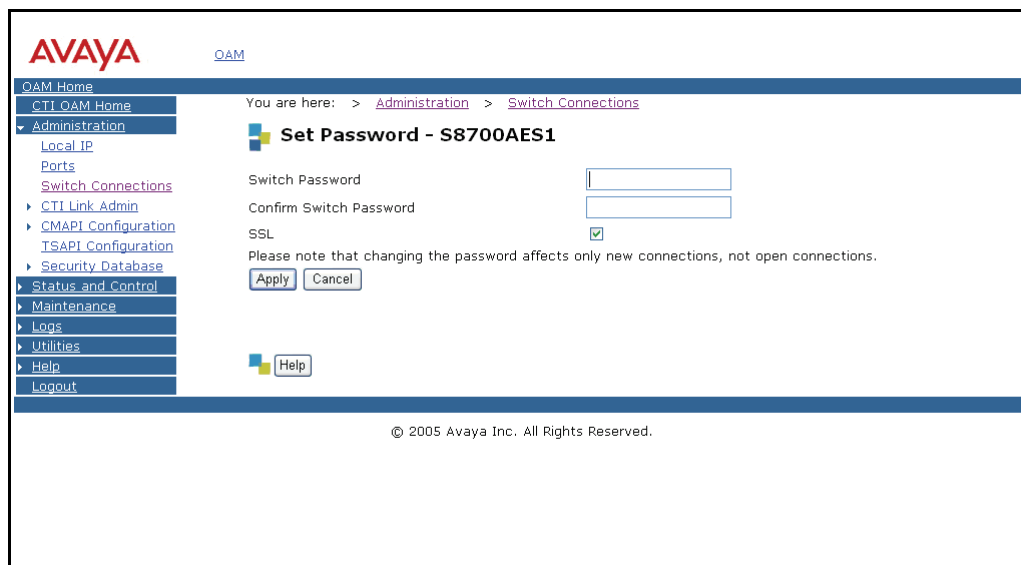 AVAYA
OAM
OAM Home
CTI OAM Home
Administration
Local IP
Ports
Switch Connections
CTI Link Admin
CMAPI Configuration
TSAPI Configuration
Security Database
Status and Control
Maintenance
Logs
Utilities
Help
Logout
You are here: > Administration > Switch Connections
Set Password - S8700AES1
Switch Password
Confirm Switch Password
SSL
Please note that changing the password affects only new connections, not open connections.
Apply Cancel
Help
© 2005 Avaya Inc. All Rights Reserved.